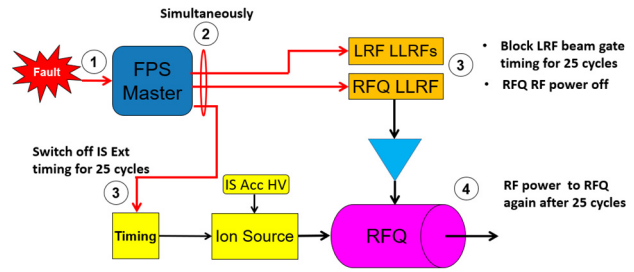 Simultaneously
1
2
Fault
FPS
Master
LRF LLRFs
RFQ LLRF
3
• Block LRF beam gate
timing for 25 cycles
• RFQ RF power off
Switch off IS Ext
timing for 25 cycles
3
IS Acc HV
Timing
Ion Source
RFQ
4
RF power to RFQ
again after 25 cycles